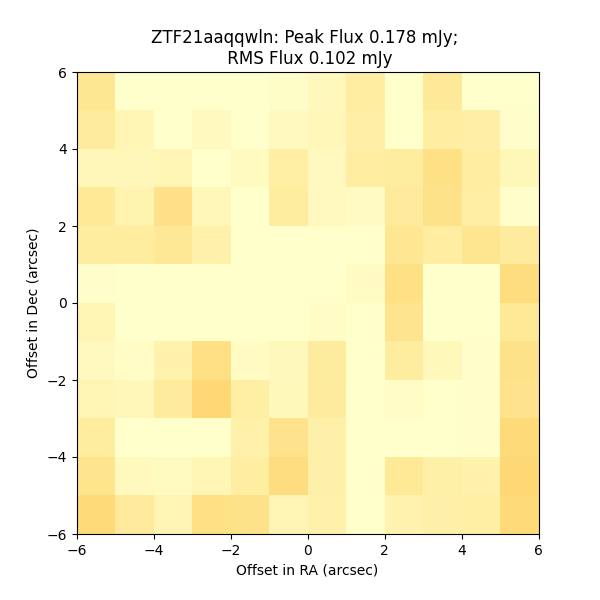 ZTF21aaqqwln: Peak Flux 0.178 mJy;
RMS Flux 0.102 mJy
6
4
2
0
−2
−4
−6
Offset in Dec (arcsec)
−6 −4 −2 0 2 4 6
Offset in RA (arcsec)